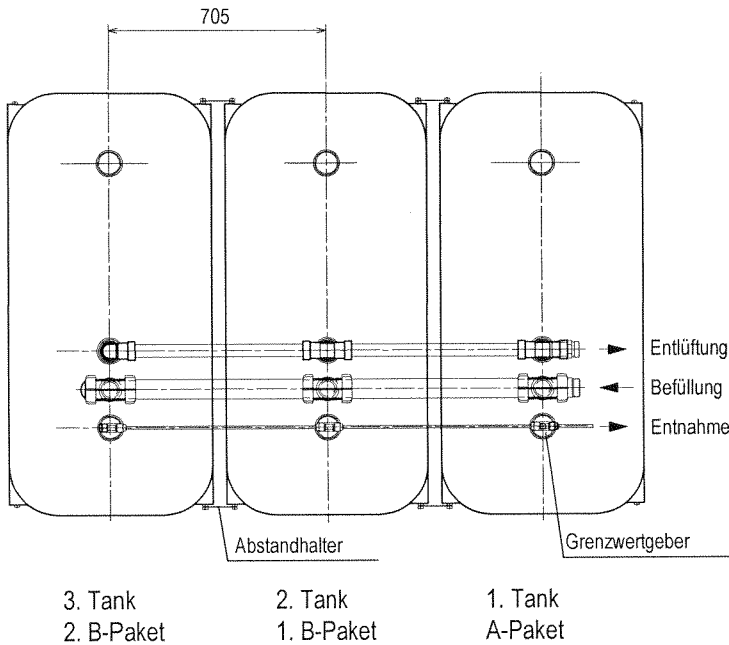 705
Entlüftung
Befüllung
Entnahme
Abstandhalter
Grenzwertgeber
3. Tank
2. B-Paket
2. Tank
1. B-Paket
1. Tank
A-Paket